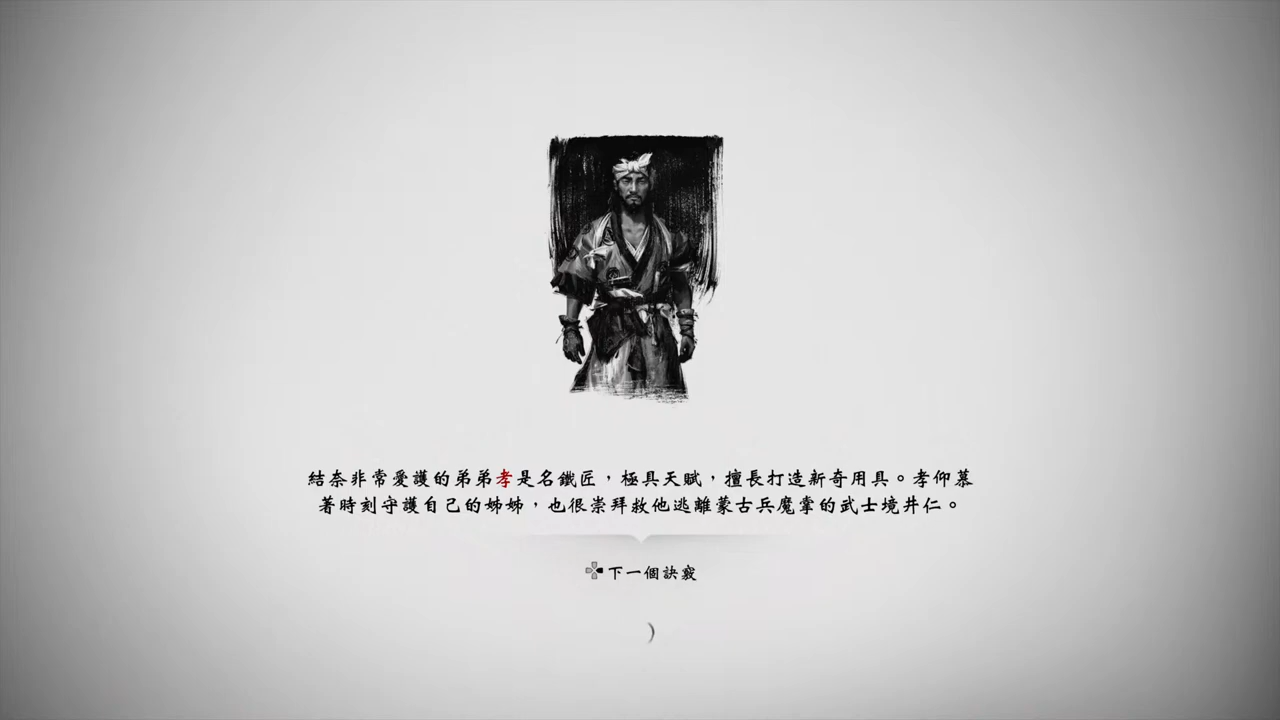 結奈非常愛護的弟弟孝是名鐵匠，極具天賦，擅長打造新奇用具。孝仰慕
著時刻守護自己的姊姊，也很崇拜救他逃離蒙古兵魔掌的武士境井仁。
下一個訣竅